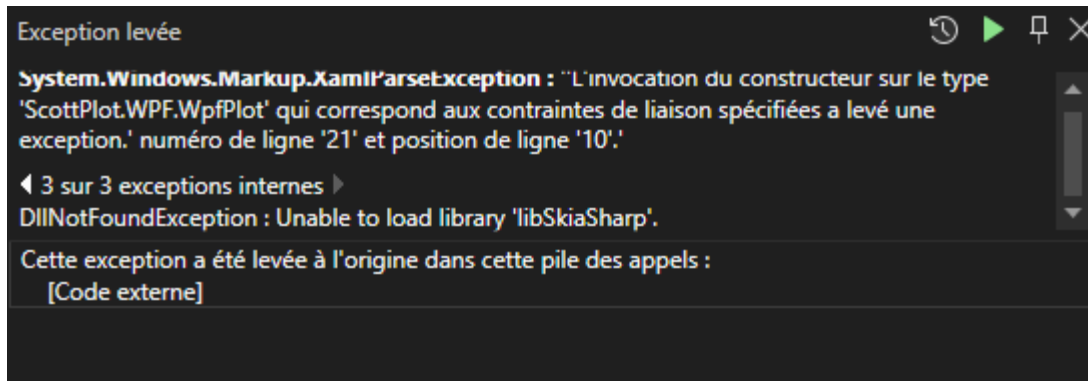 Exception levée
System.Windows.Markup.XamlParseException : "L'invocation du constructeur sur le type
'ScottPlot.WPF.WpfPlot' qui correspond aux contraintes de liaison spécifiées a levé une
exception.' numéro de ligne '21' et position de ligne '10'.'
3 sur 3 exceptions internes
DllNotFoundException : Unable to load library 'libSkiaSharp'.
Cette exception a été levée à l'origine dans cette pile des appels :
[Code externe]